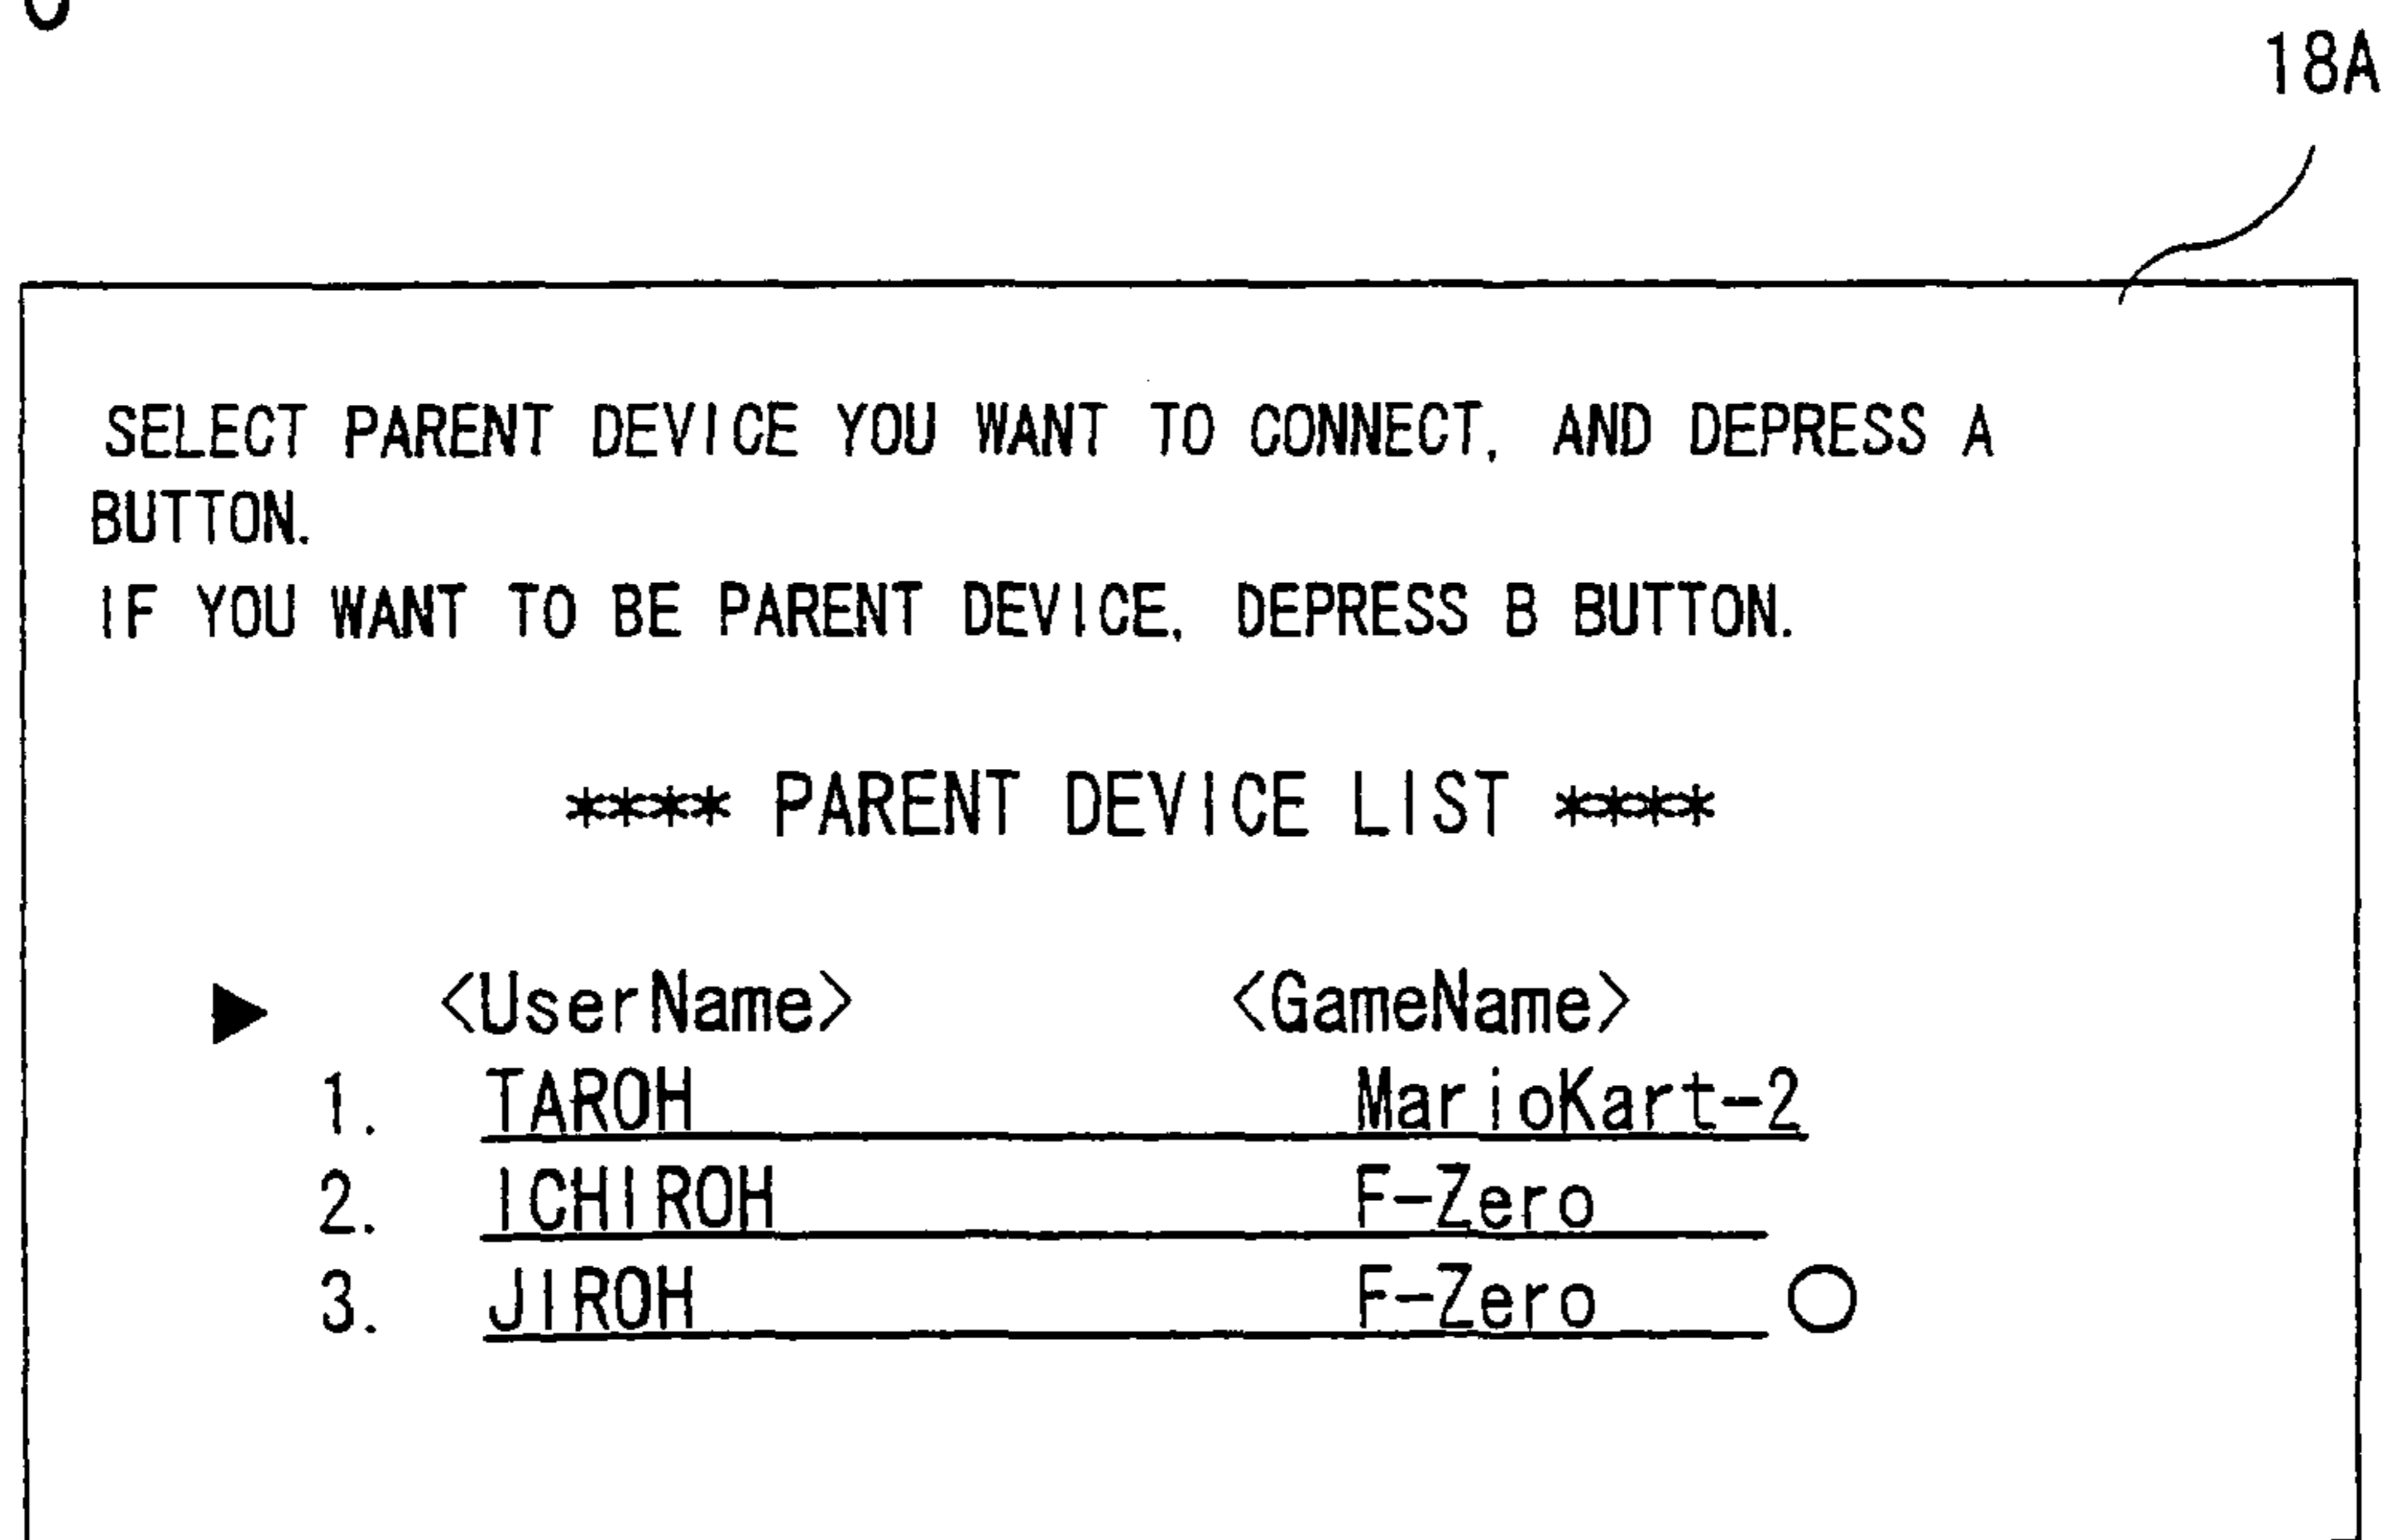 18A
SELECT PARENT DEVICE YOU WANT TO CONNECT, AND DEPRESS A
BUTTON.
IF YOU WANT TO BE PARENT DEVICE, DEPRESS B BUTTON.
**** PARENT DEVICE LIST ****
<UserName> <GameName>
1. TAROH MarioKart-2
2. ICHIROH F-Zero
3. JIROH F-Zero ○